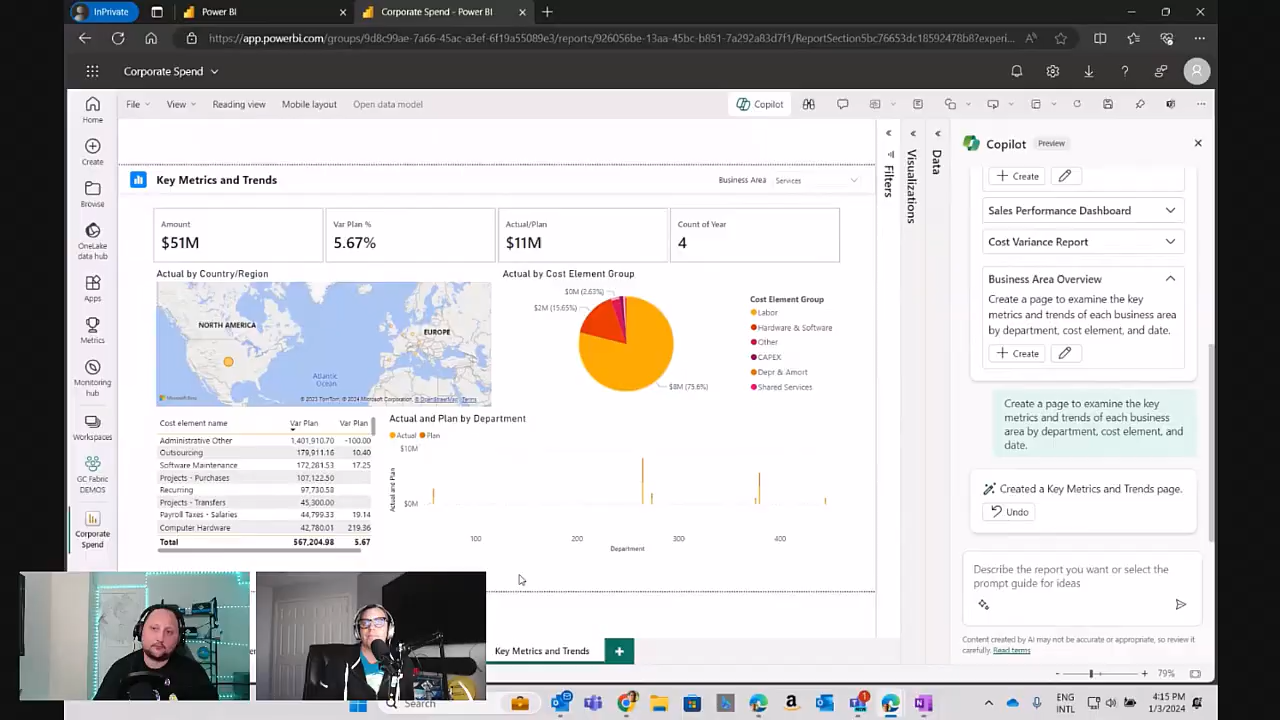 InPrivate
Power BI
Corporate Spend - Power BI
https://app.powerbi.com/groups/9d8c99ae-7a66-45ac-a3ef-6f19a55089e3/reports/926056be-13aa-45bc-b851-7a292a83d7f1/ReportSection5bc76653dc18592478b8?experi...
Corporate Spend
File
View
Reading view
Mobile layout
Open data model
Copilot
Home
Create
Browse
OneLake
data hub
Apps
Metrics
Monitoring
hub
Workspaces
GC Fabric
DEMOS
Corporate
Spend
Key Metrics and Trends
Business Area
Services
Amount
$51M
Var Plan %
5.67%
Actual/Plan
$11M
Count of Year
4
Actual by Country/Region
NORTH AMERICA
EUROPE
Atlantic
Ocean
Microsoft
© 2023 TomTom, © 2024 Microsoft Corporation, © OpenStreetMap Terms
Actual by Cost Element Group
$0M (2.63%)
$2M (15.65%)
$8M (75.6%)
Cost Element Group
Labor
Hardware & Software
Other
CAPEX
Depr & Amort
Shared Services
Cost element name Var Plan Var Plan
Administrative Other 1,401,910.70 -100.00
Outsourcing 179,911.16 10.40
Software Maintenance 172,281.53 17.25
Projects - Purchases 107,122.50
Recurring 97,730.58
Projects - Transfers 45,300.00
Payroll Taxes - Salaries 44,799.33 19.14
Computer Hardware 42,780.01 219.36
Total 567,204.98 5.67
Actual and Plan by Department
Actual Plan
$10M
$0M
Actual and Plan
100 200 300 400
Department
Filters
Visualizations
Data
Copilot
Preview
Create
Sales Performance Dashboard
Cost Variance Report
Business Area Overview
Create a page to examine the key
metrics and trends of each business
area by department, cost element, and date.
Create
Create a page to examine the key
metrics and trends of each business
area by department, cost element, and
date.
Created a Key Metrics and Trends page.
Undo
Describe the report you want or select the
prompt guide for ideas
Content created by AI may not be accurate or appropriate, so review it
carefully. Read terms
Key Metrics and Trends
79%
Search
ENG
INTL
4:15 PM
1/3/2024